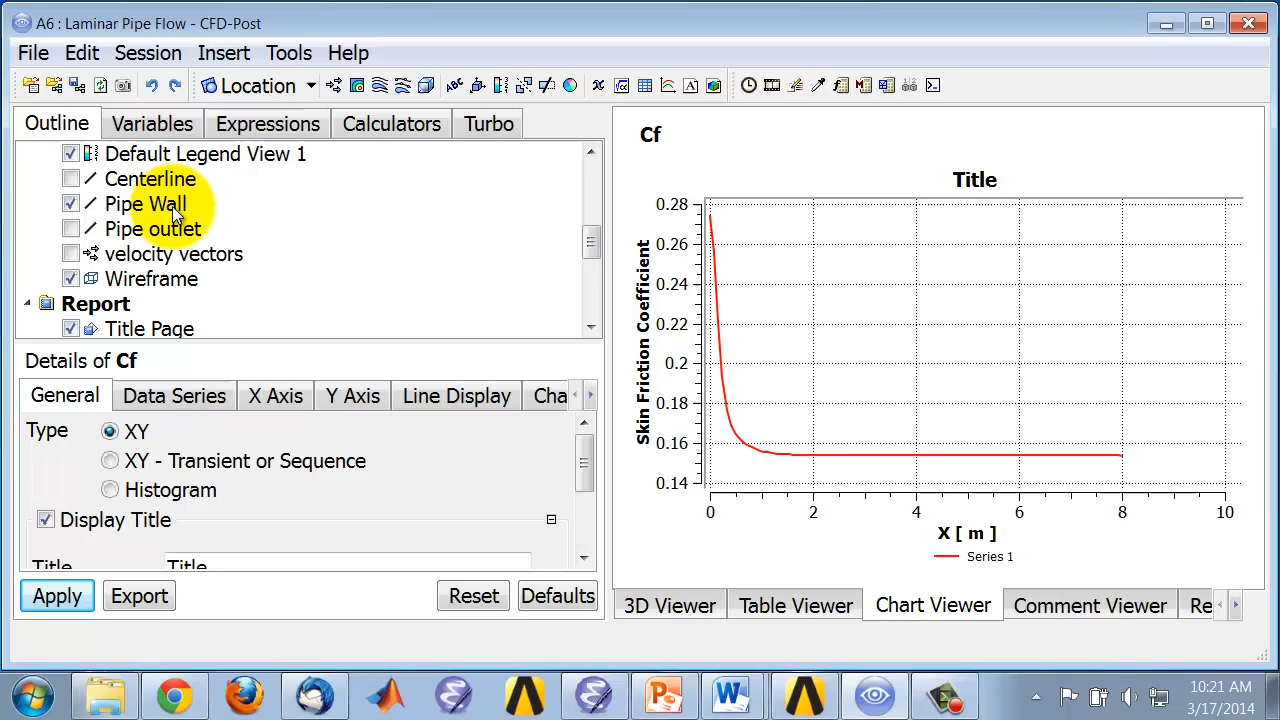 A6 : Laminar Pipe Flow - CFD-Post
File Edit Session Insert Tools Help
Location
Outline Variables Expressions Calculators Turbo
Default Legend View 1
Centerline
Pipe Wall
Pipe outlet
velocity vectors
Wireframe
Report
Title Page
Details of Cf
General Data Series X Axis Y Axis Line Display Cha
Type XY
XY - Transient or Sequence
Histogram
Display Title
Title Title
Apply Export Reset Defaults
Cf
Title
Skin Friction Coefficient
0.28
0.26
0.24
0.22
0.2
0.18
0.16
0.14
0 2 4 6 8 10
X [ m ]
Series 1
3D Viewer Table Viewer Chart Viewer Comment Viewer Re
10:21 AM
3/17/2014